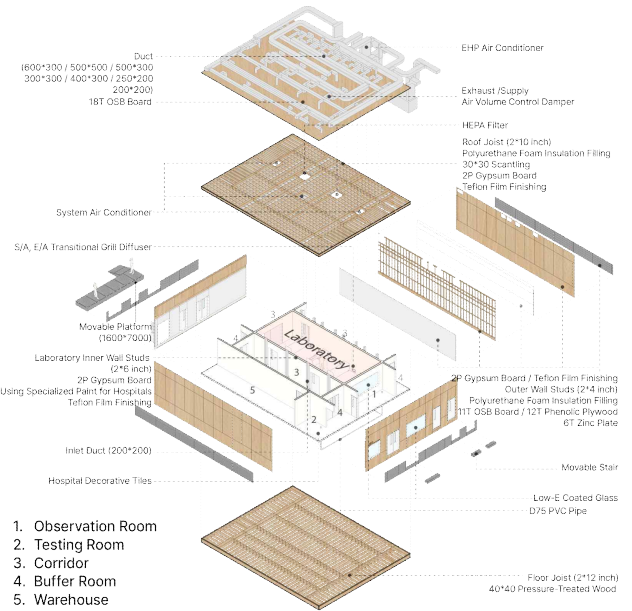 EHP Air Conditioner
Duct
(600*300 / 500*500 / 500*300
300*300 / 400*300 / 250*200
200*200)
18T OSB Board
Exhaust /Supply
Air Volume Control Damper
HEPA Filter
Roof Joist (2*10 inch)
Polyurethane Foam Insulation Filling
30*30 Scantling
2P Gypsum Board
Teflon Film Finishing
System Air Conditioner
S/A, E/A Transitional Grill Diffuser
Movable Platform
(1600*7000)
Laboratory Inner Wall Studs
(2*6 inch)
2P Gypsum Board
Using Specialized Paint for Hospitals
Teflon Film Finishing
3
4
Laboratory
3
5
1
4
2
4
2P Gypsum Board / Teflon Film Finishing
Outer Wall Studs (2*4 inch)
Polyurethane Foam Insulation Filling
11T OSB Board / 12T Phenolic Plywood
6T Zinc Plate
Inlet Duct (200*200)
Hospital Decorative Tiles
Movable Stair
Low-E Coated Glass
D75 PVC Pipe
1. Observation Room
2. Testing Room
3. Corridor
4. Buffer Room
5. Warehouse
Floor Joist (2*12 inch)
40*40 Pressure-Treated Wood